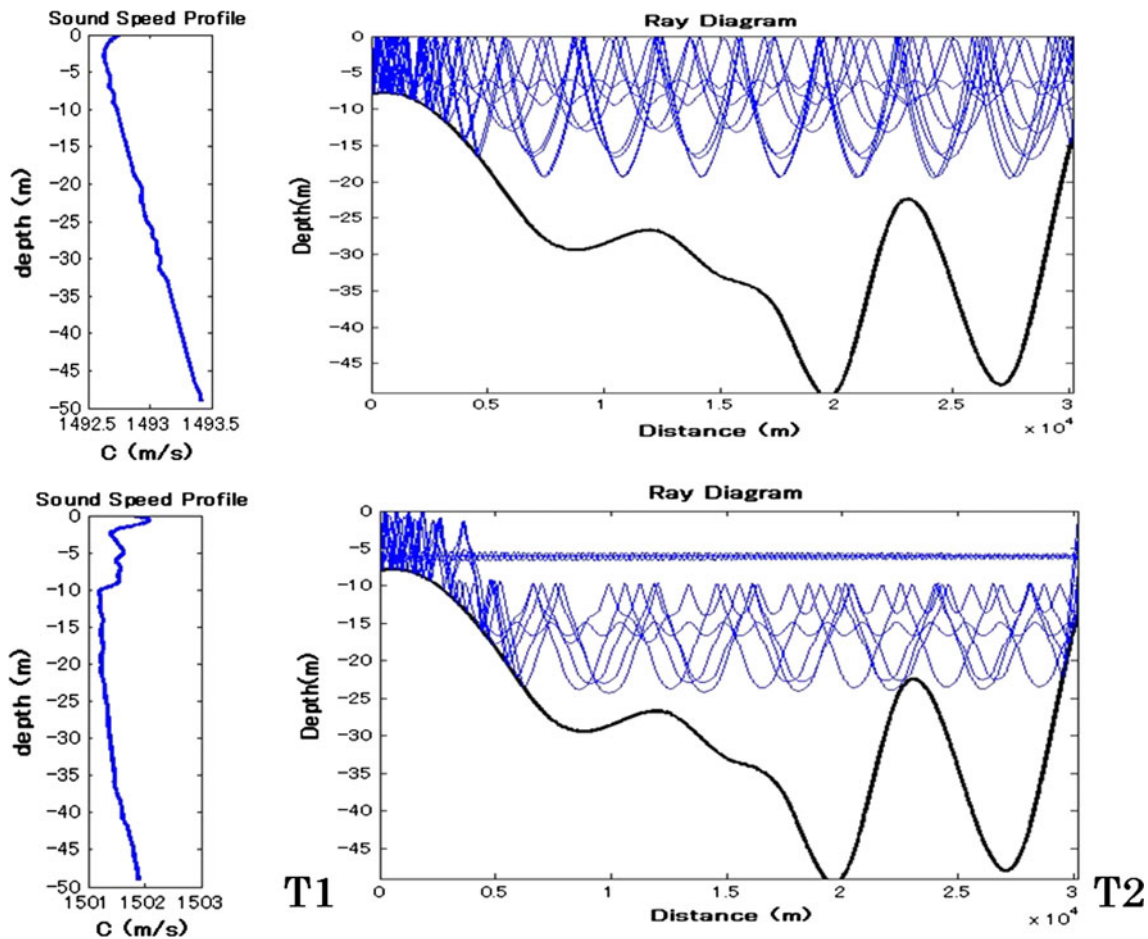 Sound Speed Profile
0
-5
-10
-15
-20
-25
-30
-35
-40
-45
-50
depth (m)
1492.5 1493 1493.5
C (m/s)
Ray Diagram
0
-5
-10
-15
-20
-25
-30
-35
-40
-45
Depth(m)
0 0.5 1 1.5 2 2.5 3
Distance (m)
× 10⁴
Sound Speed Profile
0
-5
-10
-15
-20
-25
-30
-35
-40
-45
-50
depth (m)
1501 1502 1503
C (m/s)
Ray Diagram
0
-5
-10
-15
-20
-25
-30
-35
-40
-45
Depth(m)
0 0.5 1 1.5 2 2.5 3
Distance (m)
× 10⁴
T1
T2